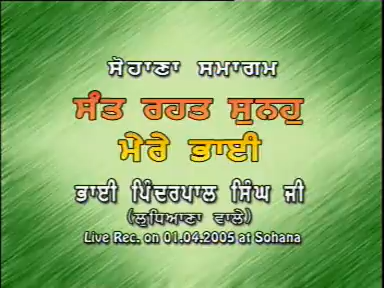 ਸੋਹਾਣਾ ਸਮਾਗਮ
ਸੰਤ ਰਹਤ ਸੁਨਹੁ
ਮੇਰੇ ਭਾਈ
ਭਾਈ ਪਿੰਦਰਪਾਲ ਸਿੰਘ ਜੀ
(ਲੁਧਿਆਣਾ ਵਾਲੇ)
Live Rec. on 01.04.2005 at Sohana